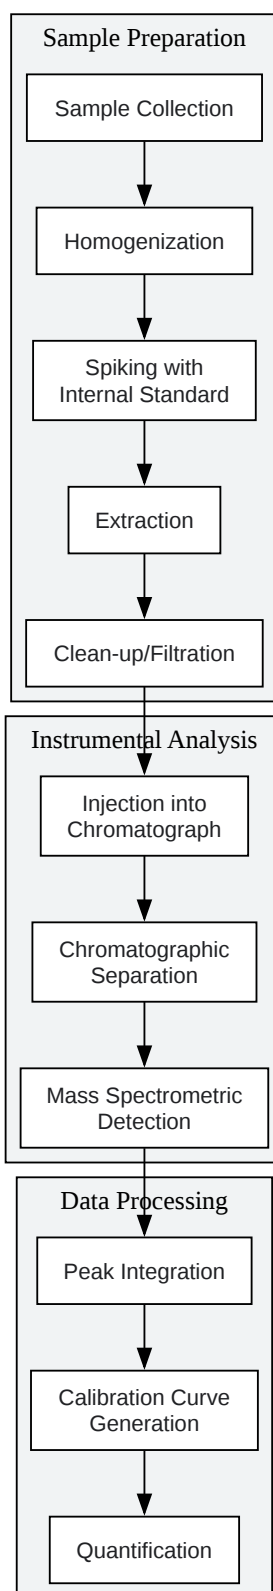 Sample Preparation
Sample Collection
Homogenization
Spiking with
Internal Standard
Extraction
Clean-up/Filtration
Instrumental Analysis
Injection into
Chromatograph
Chromatographic
Separation
Mass Spectrometric
Detection
Data Processing
Peak Integration
Calibration Curve
Generation
Quantification